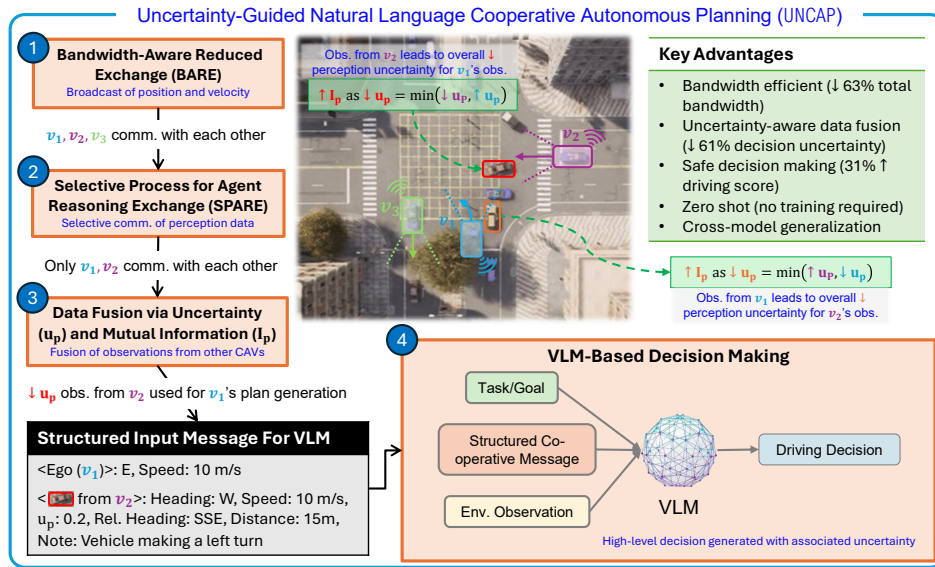 Uncertainty-Guided Natural Language Cooperative Autonomous Planning (UNCAP)
1
Bandwidth-Aware Reduced
Exchange (BARE)
Broadcast of position and velocity
v₁, v₂, v₃ comm. with each other
2
Selective Process for Agent
Reasoning Exchange (SPARE)
Selective comm. of perception data
Only v₁, v₂ comm. with each other
3
Data Fusion via Uncertainty
(uₚ) and Mutual Information (Iₚ)
Fusion of observations from other CAVs
↓ uₚ obs. from v₂ used for v₁'s plan generation
Structured Input Message For VLM
<Ego (v₁)>: E, Speed: 10 m/s
< from v₂>: Heading: W, Speed: 10 m/s,
uₚ: 0.2, Rel. Heading: SSE, Distance: 15m,
Note: Vehicle making a left turn
Obs. from v₂ leads to overall ↓
perception uncertainty for v₁'s obs.
↑ Iₚ as ↓ uₚ = min(↓ uₚ, ↑ uₚ)
v₂
v₃
v₁
Key Advantages
• Bandwidth efficient (↓ 63% total
bandwidth)
• Uncertainty-aware data fusion
(↓ 61% decision uncertainty)
• Safe decision making (31% ↑
driving score)
• Zero shot (no training required)
• Cross-model generalization
↑ Iₚ as ↓ uₚ = min(↑ uₚ, ↓ uₚ)
Obs. from v₁ leads to overall ↓
perception uncertainty for v₂'s obs.
4
VLM-Based Decision Making
Task/Goal
Structured Co-
operative Message
Env. Observation
VLM
Driving Decision
High-level decision generated with associated uncertainty